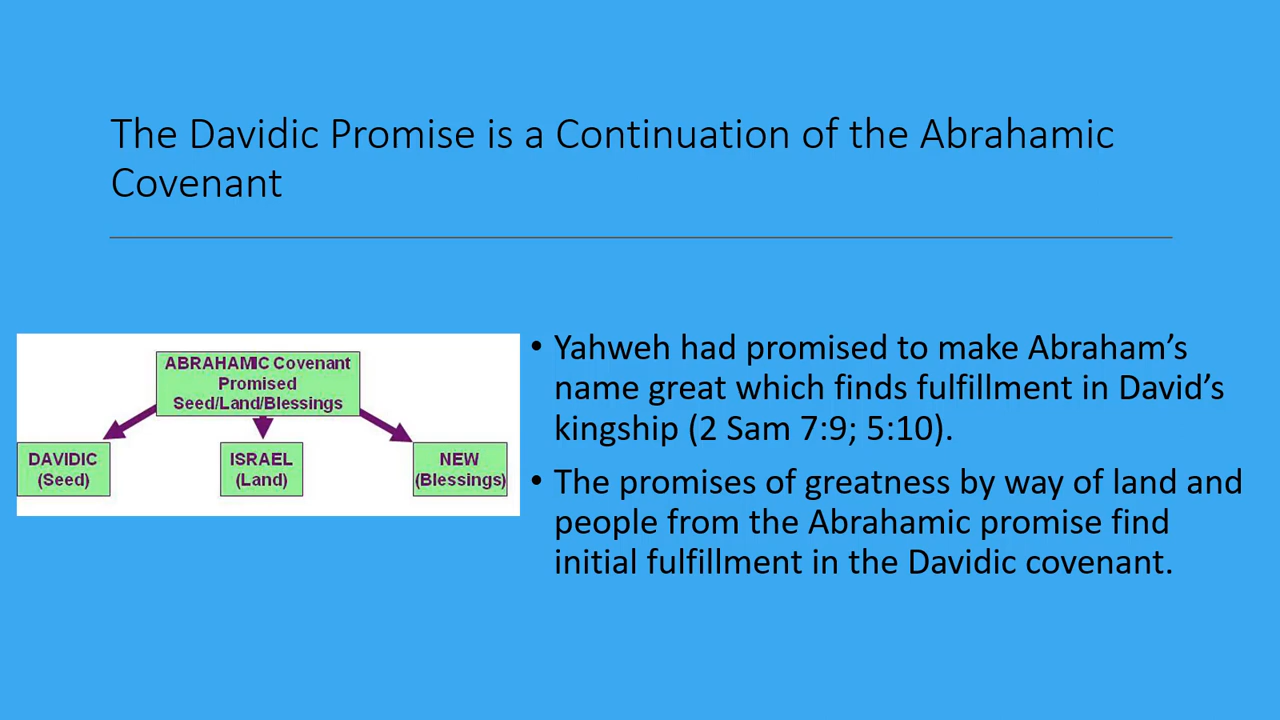 The Davidic Promise is a Continuation of the Abrahamic
Covenant
ABRAHAMIC Covenant
Promised
Seed/Land/Blessings
DAVIDIC
(Seed)
ISRAEL
(Land)
NEW
(Blessings)
• Yahweh had promised to make Abraham’s
name great which finds fulfillment in David’s
kingship (2 Sam 7:9; 5:10).
• The promises of greatness by way of land and
people from the Abrahamic promise find
initial fulfillment in the Davidic covenant.